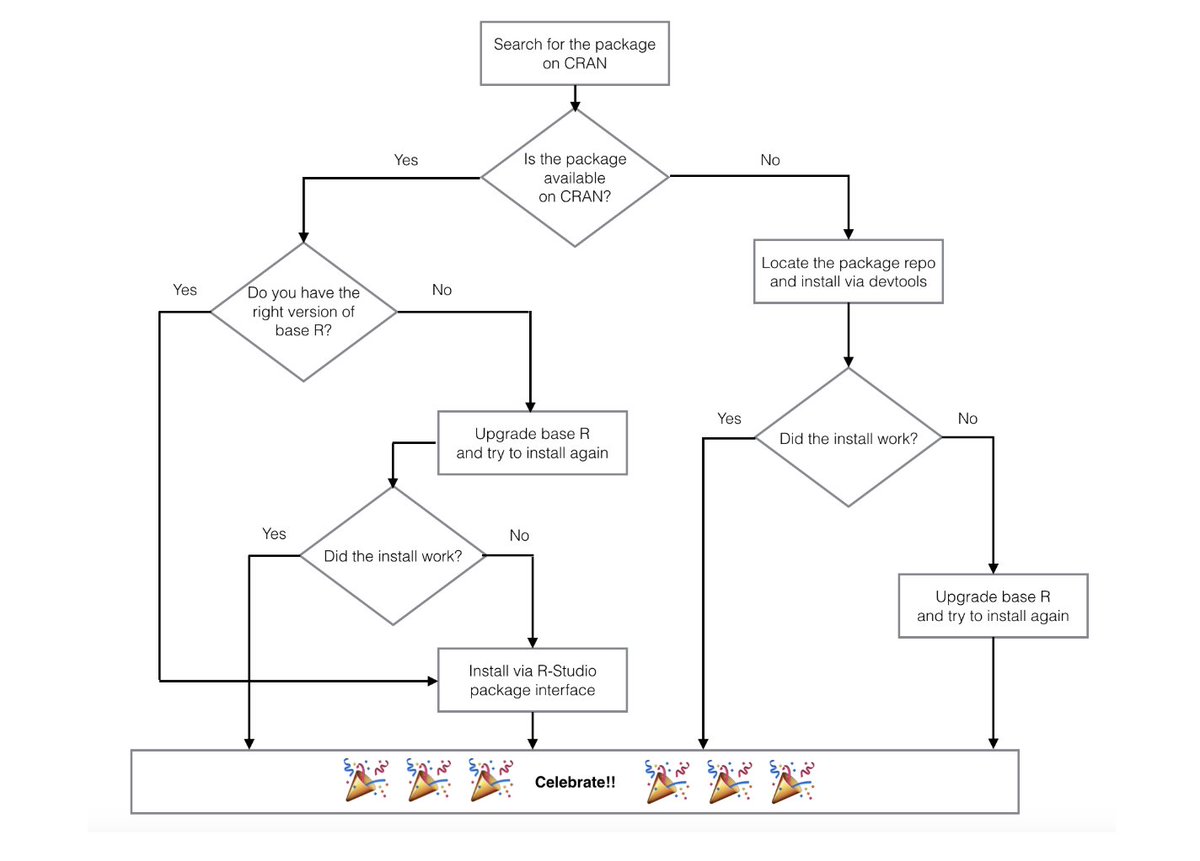 Search for the package
on CRAN
Is the package
available
on CRAN?
Yes
No
Locate the package repo
and install via devtools
Do you have the
right version of
base R?
Yes
No
Upgrade base R
and try to install again
Did the install work?
Yes
No
Did the install work?
Yes
No
Upgrade base R
and try to install again
Install via R-Studio
package interface
Celebrate!!